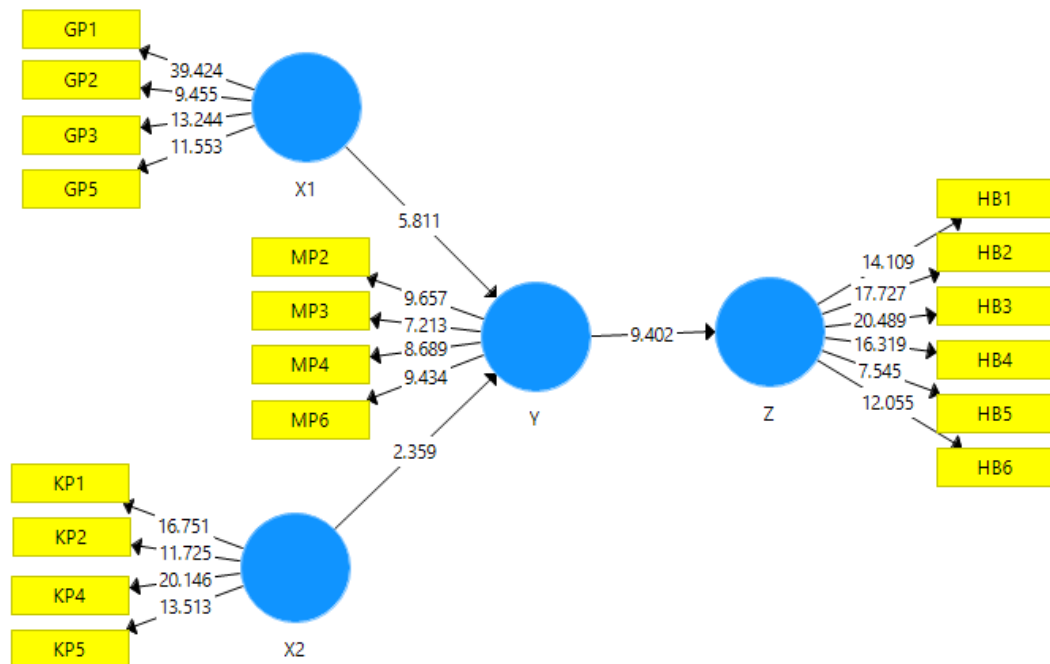 GP1
GP2
GP3
GP5
39.424
9.455
13.244
11.553
X1
5.811
MP2
MP3
MP4
MP6
9.657
7.213
8.689
9.434
Y
9.402
Z
HB1
HB2
HB3
HB4
HB5
HB6
14.109
17.727
20.489
16.319
7.545
12.055
2.359
KP1
KP2
KP4
KP5
16.751
11.725
20.146
13.513
X2